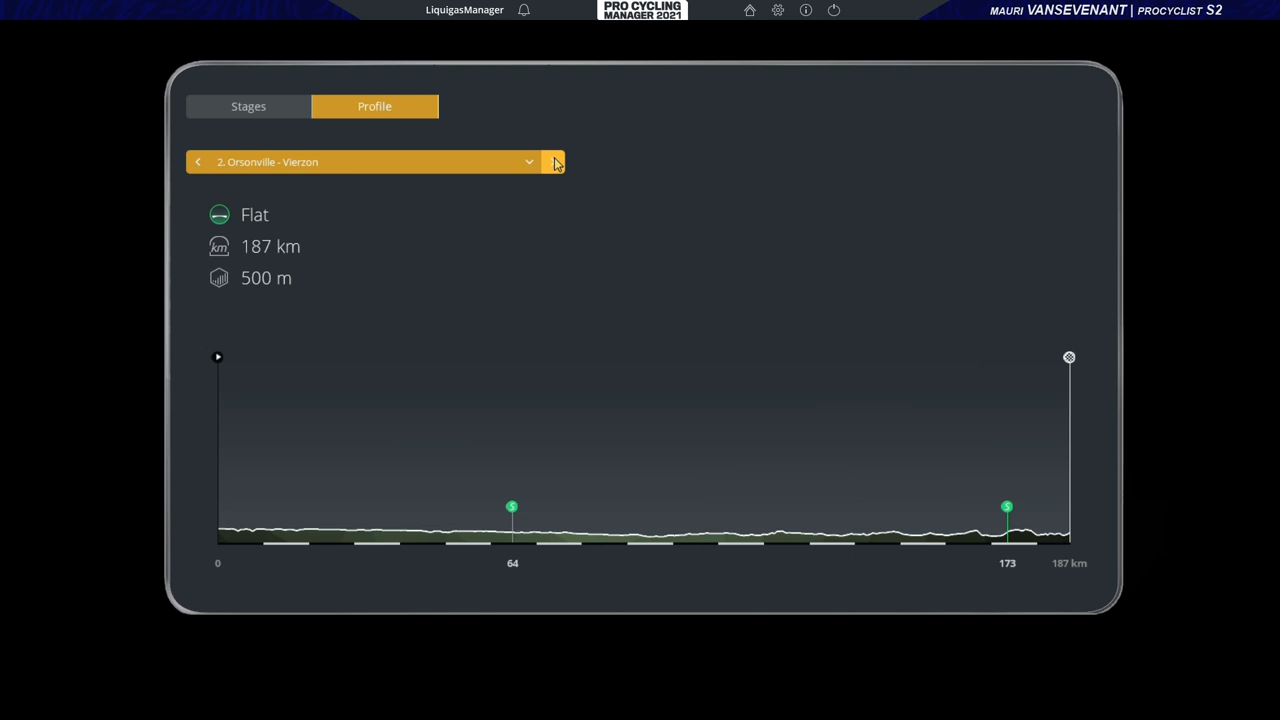 LiquigasManager
PRO CYCLING
MANAGER 2021
MAURI VANSEVENANT | PROCYCLIST S2
Stages
Profile
2. Orsonville - Vierzon
Flat
km
187 km
500 m
S
S
0
64
173
187 km